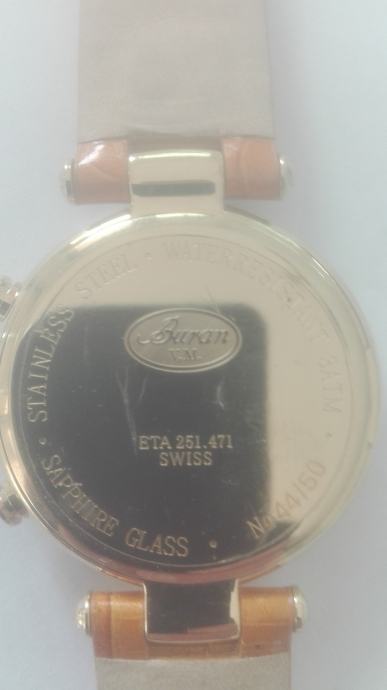 STAINLESS STEEL • WATERRESISTANT 3ATM •
Buran
V.M.
ETA 251.471
SWISS
SAPPHIRE GLASS • No 44/50